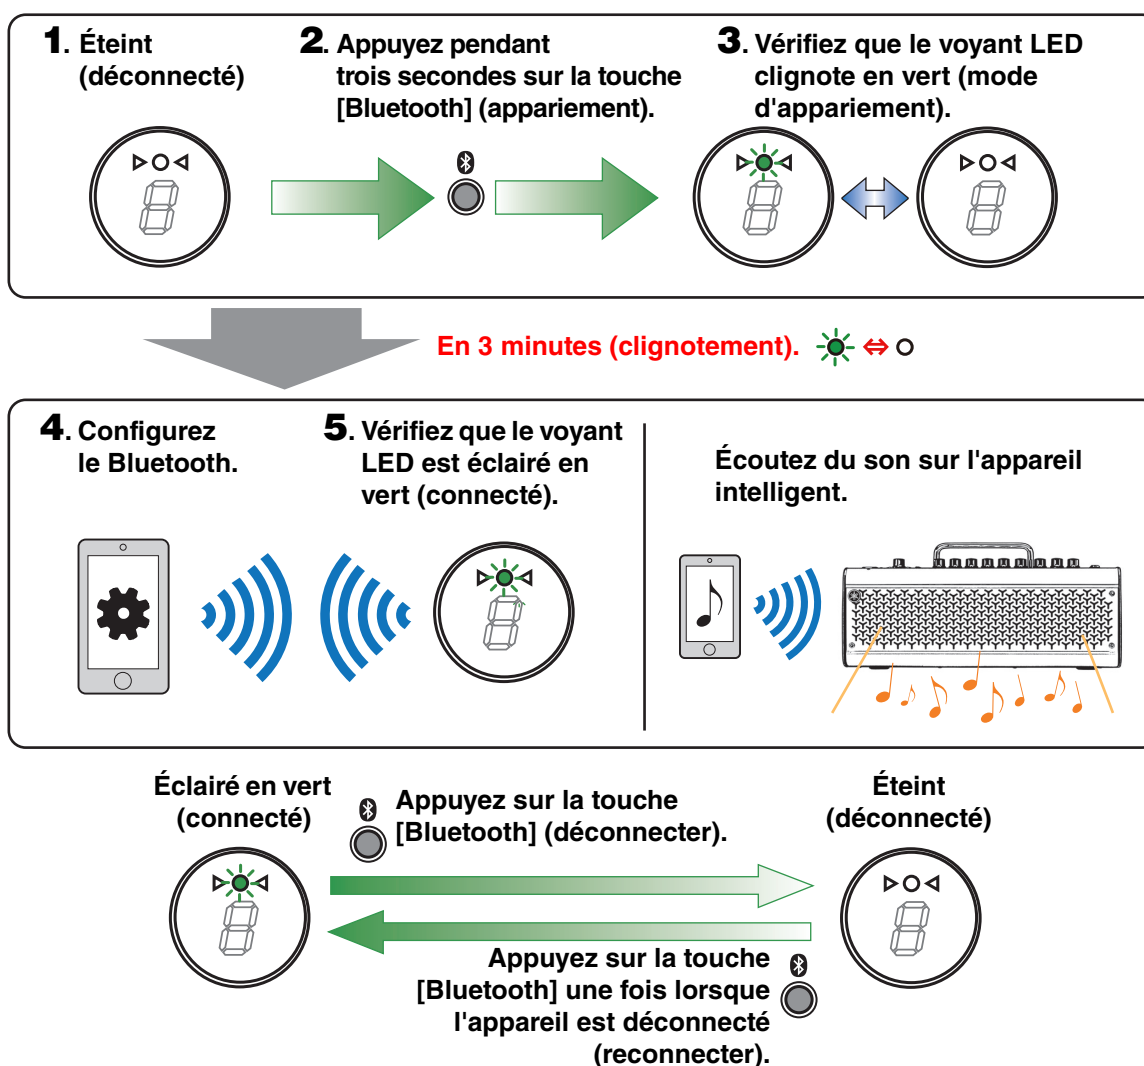 1. Éteint
(déconnecté)
2. Appuyez pendant
trois secondes sur la touche
[Bluetooth] (appariement).
3. Vérifiez que le voyant LED
clignote en vert (mode
d'appariement).
En 3 minutes (clignotement).
4. Configurez
le Bluetooth.
5. Vérifiez que le voyant
LED est éclairé en
vert (connecté).
Écoutez du son sur l'appareil
intelligent.
Éclairé en vert
(connecté)
Appuyez sur la touche
[Bluetooth] (déconnecter).
Éteint
(déconnecté)
Appuyez sur la touche
[Bluetooth] une fois lorsque
l'appareil est déconnecté
(reconnecter).